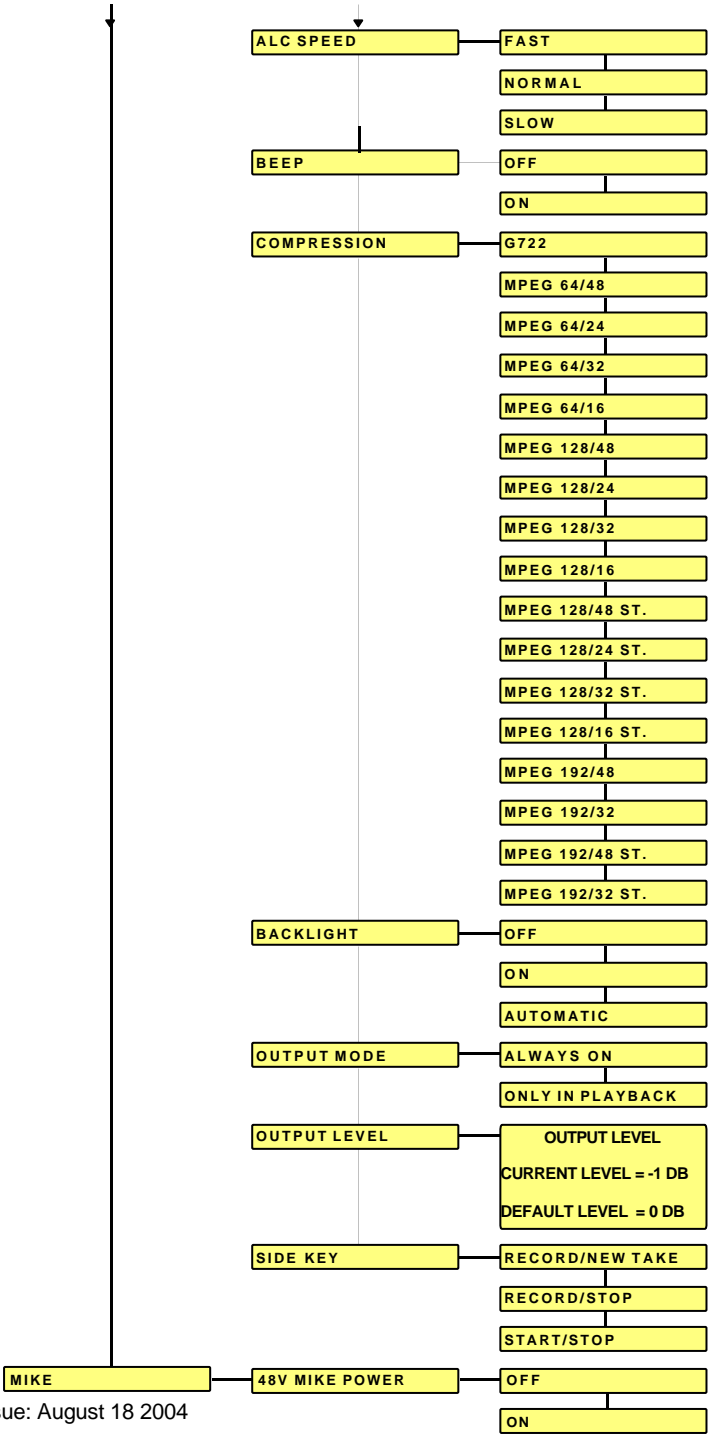 ALC SPEED
FAST
NORMAL
SLOW
BEEP
OFF
ON
COMPRESSION
G722
MPEG 64/48
MPEG 64/24
MPEG 64/32
MPEG 64/16
MPEG 128/48
MPEG 128/24
MPEG 128/32
MPEG 128/16
MPEG 128/48 ST.
MPEG 128/24 ST.
MPEG 128/32 ST.
MPEG 128/16 ST.
MPEG 192/48
MPEG 192/32
MPEG 192/48 ST.
MPEG 192/32 ST.
BACKLIGHT
OFF
ON
AUTOMATIC
OUTPUT MODE
ALWAYS ON
ONLY IN PLAYBACK
OUTPUT LEVEL
OUTPUT LEVEL
CURRENT LEVEL = -1 DB
DEFAULT LEVEL = 0 DB
SIDE KEY
RECORD/NEW TAKE
RECORD/STOP
START/STOP
MIKE
48V MIKE POWER
OFF
ON
sue: August 18 2004